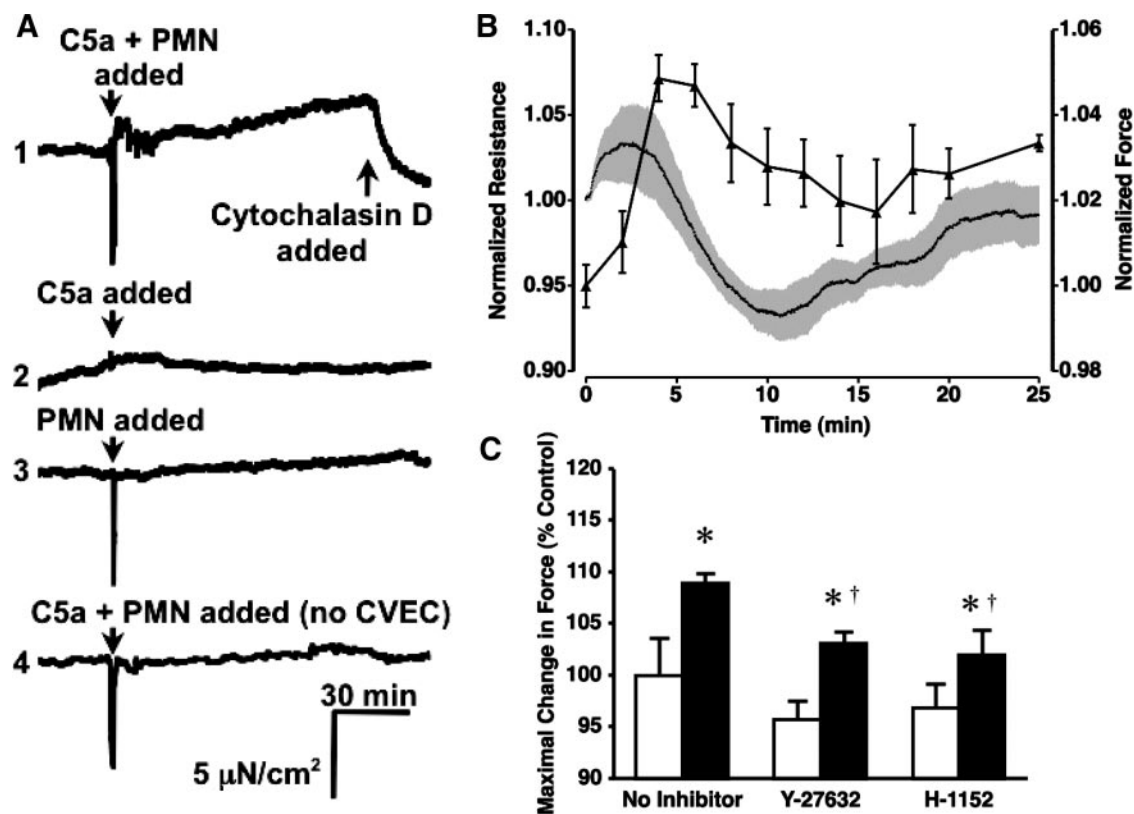 A
C5a + PMN
added
1
Cytochalasin D
added
C5a added
2
PMN added
3
C5a + PMN added (no CVEC)
4
30 min
5 μN/cm²
B
1.10
1.05
1.00
0.95
0.90
Normalized Resistance
1.06
1.04
1.02
1.00
0.98
Normalized Force
0 5 10 15 20 25
Time (min)
C
120
115
110
105
100
95
90
Maximal Change in Force (% Control)
*
* †
* †
No Inhibitor Y-27632 H-1152